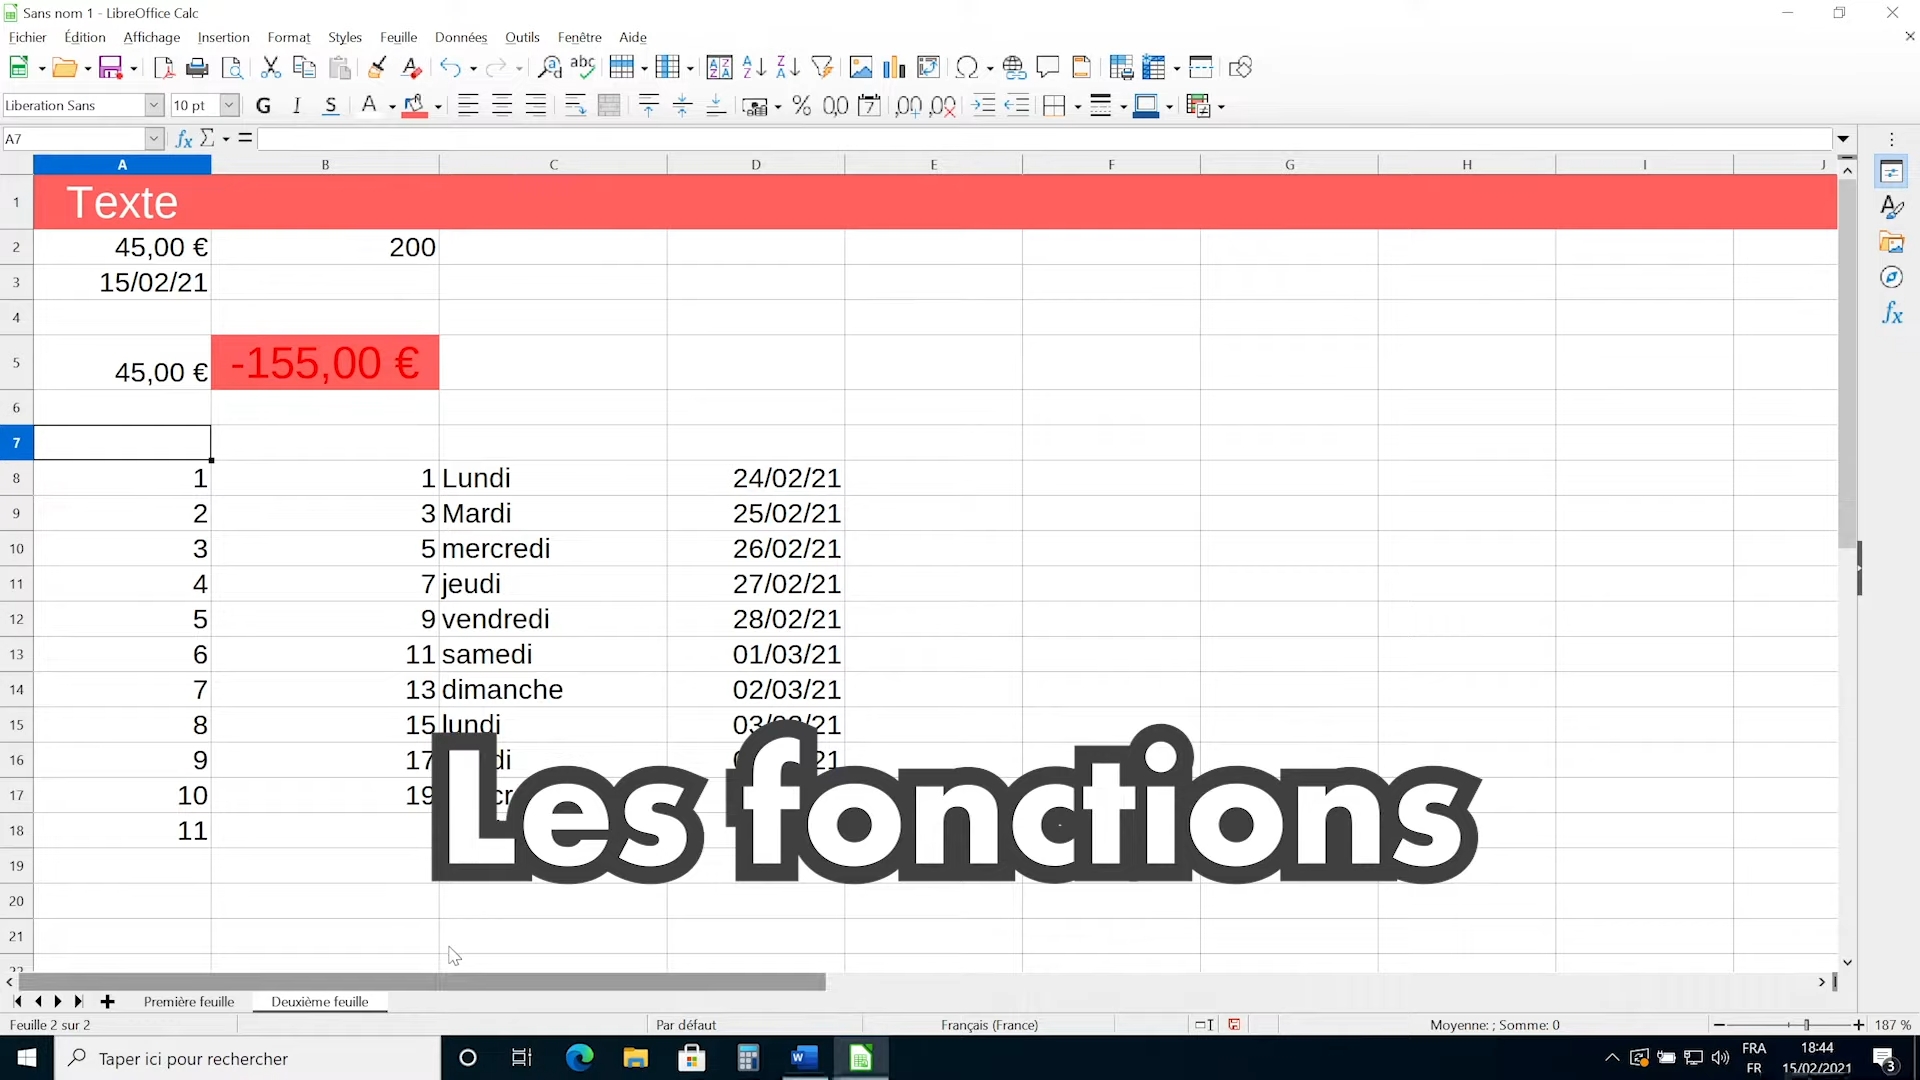 Sans nom 1 - LibreOffice Calc
Fichier Édition Affichage Insertion Format Styles Feuille Données Outils Fenêtre Aide
Liberation Sans 10 pt G I S
A7
A B C D E F G H I J
1 Texte
2 45,00 € 200
3 15/02/21
4
5 45,00 € -155,00 €
6
7
8 1 1 Lundi 24/02/21
9 2 3 Mardi 25/02/21
10 3 5 mercredi 26/02/21
11 4 7 jeudi 27/02/21
12 5 9 vendredi 28/02/21
13 6 11 samedi 01/03/21
14 7 13 dimanche 02/03/21
15 8 15 lundi
16 9 17
17 10 19
18 11
Les fonctions
19
20
21
22
Première feuille Deuxième feuille
Feuille 2 sur 2 Par défaut Français (France) Moyenne: ; Somme: 0 187 %
Taper ici pour rechercher
FRA 18:44
FR 15/02/2021 3